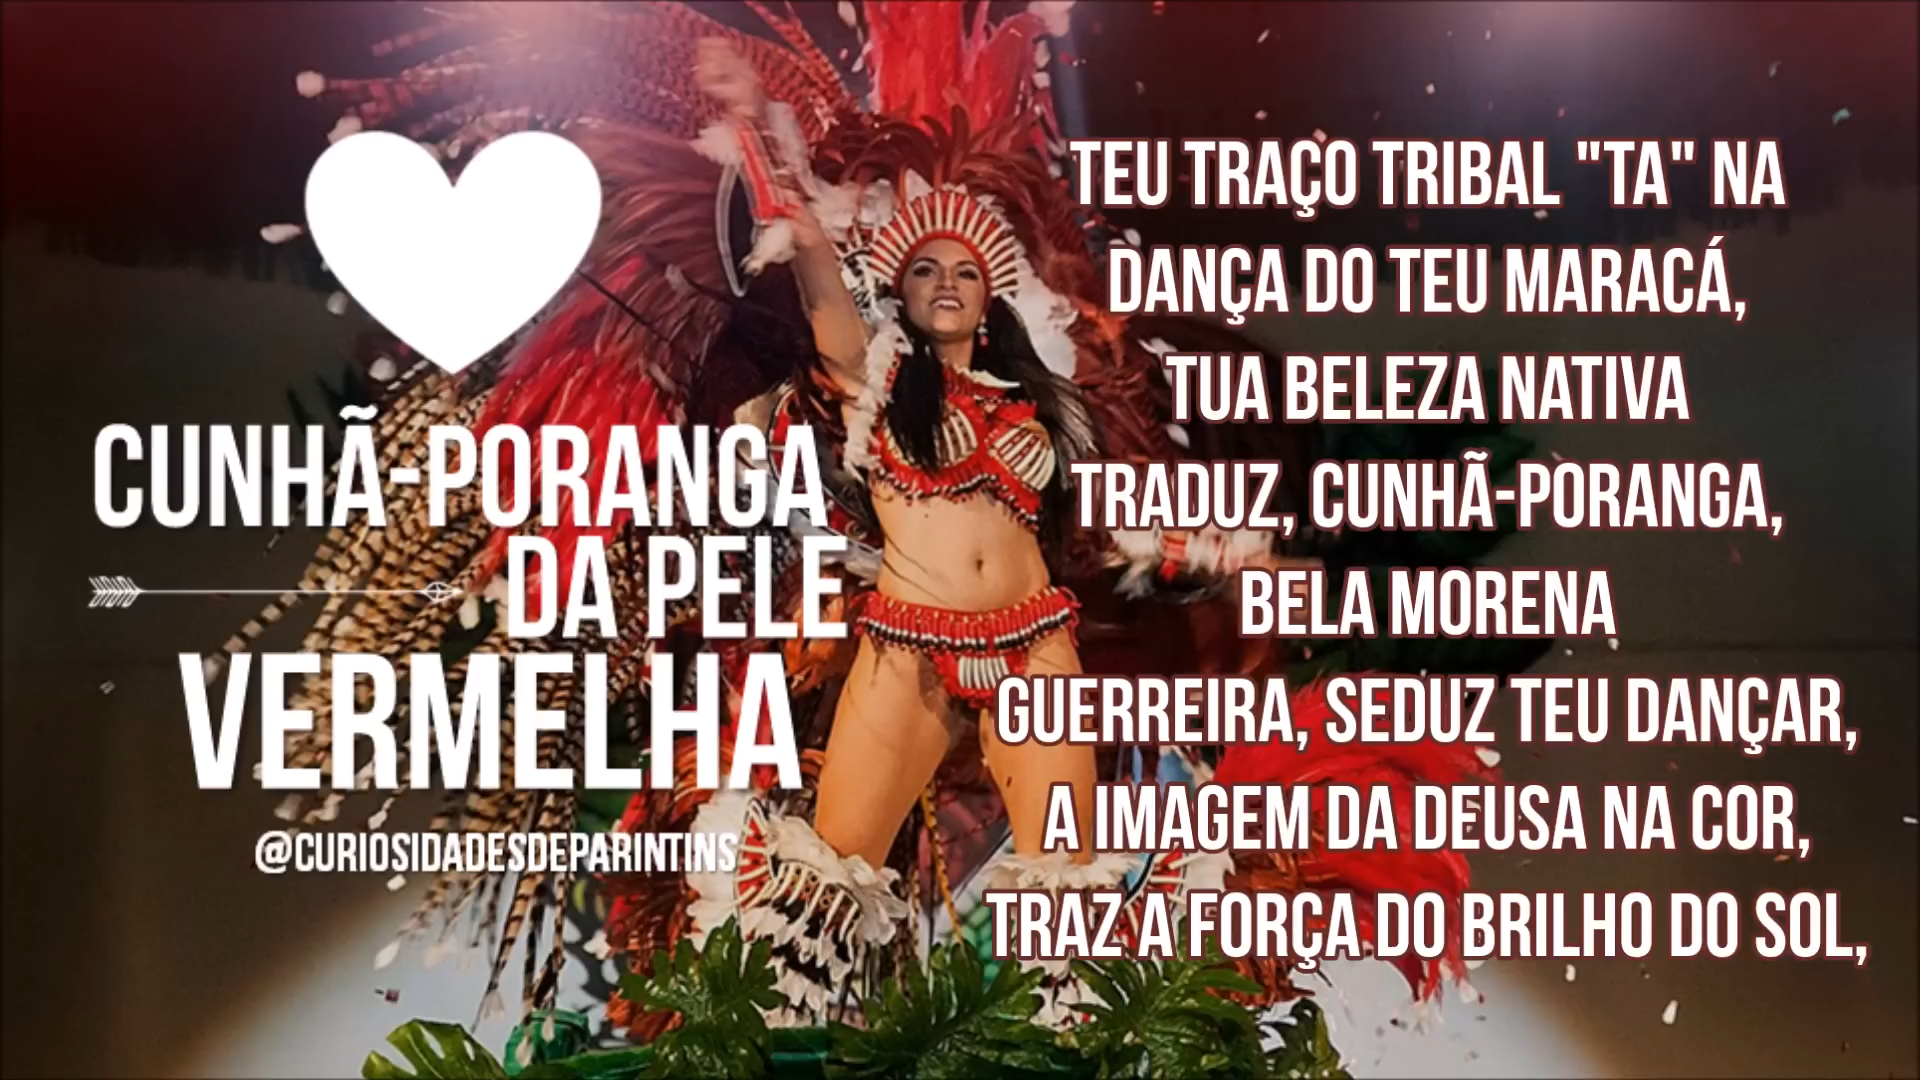 CUNHÃ-PORANGA
DA PELE
VERMELHA
@CURIOSIDADESDEPARINTINS
TEU TRAÇO TRIBAL "TA" NA
DANÇA DO TEU MARACÁ,
TUA BELEZA NATIVA
TRADUZ, CUNHÃ-PORANGA,
BELA MORENA
GUERREIRA, SEDUZ TEU DANÇAR,
A IMAGEM DA DEUSA NA COR,
TRAZ A FORÇA DO BRILHO DO SOL,